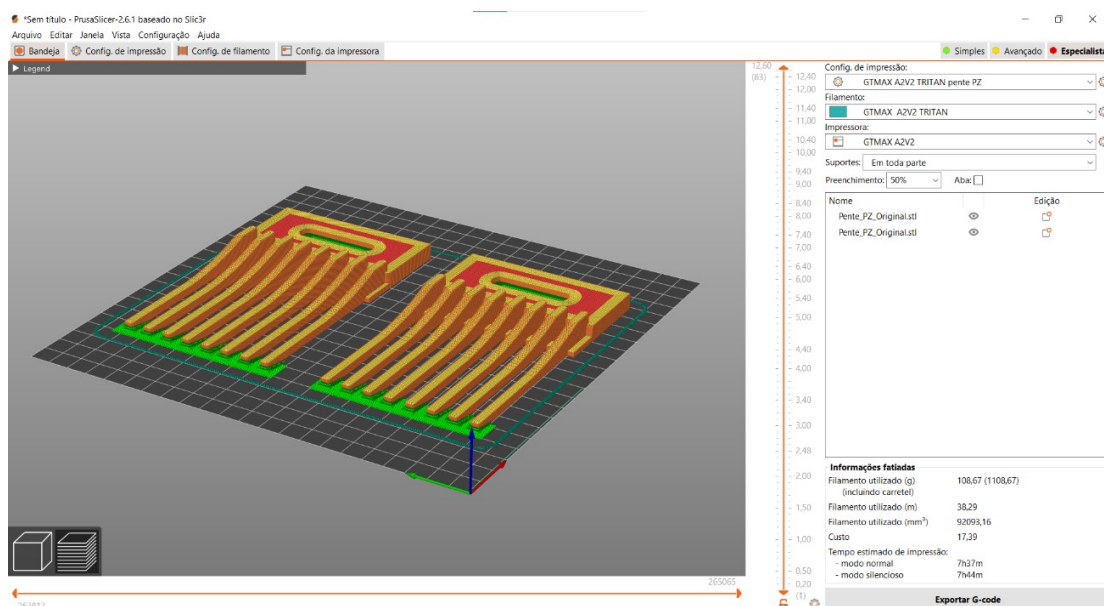 *Sem título - PrusaSlicer-2.6.1 baseado no Slic3r
Arquivo Editar Janela Vista Configuração Ajuda
Bandeja Config. de impressão Config. de filamento Config. da impressora Simples Avançado Especialista
Legend
12,60
(83)
12,40
12,00
11,40
11,00
10,40
10,00
9,40
9,00
8,40
8,00
7,40
7,00
6,40
6,00
5,40
5,00
4,40
4,00
3,40
3,00
2,48
2,00
1,50
1,00
0,50
0,20
(1)
265065
262813
Config. de impressão:
GTMAX A2V2 TRITAN pente PZ
Filamento:
GTMAX A2V2 TRITAN
Impressora:
GTMAX A2V2
Suportes: Em toda parte
Preenchimento: 50% Aba:
Nome Edição
Pente_PZ_Original.stl
Pente_PZ_Original.stl
Informações fatiadas
Filamento utilizado (g) 108,67 (1108,67)
(incluindo carretel)
Filamento utilizado (m) 38,29
Filamento utilizado (mm³) 92093,16
Custo 17,39
Tempo estimado de impressão:
- modo normal 7h37m
- modo silencioso 7h44m
Exportar G-code